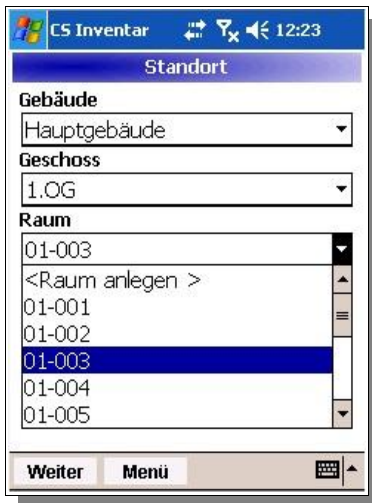 CS Inventar 12:23
Standort
Gebäude
Hauptgebäude
Geschoss
1.OG
Raum
01-003
<Raum anlegen >
01-001
01-002
01-003
01-004
01-005
Weiter Menü